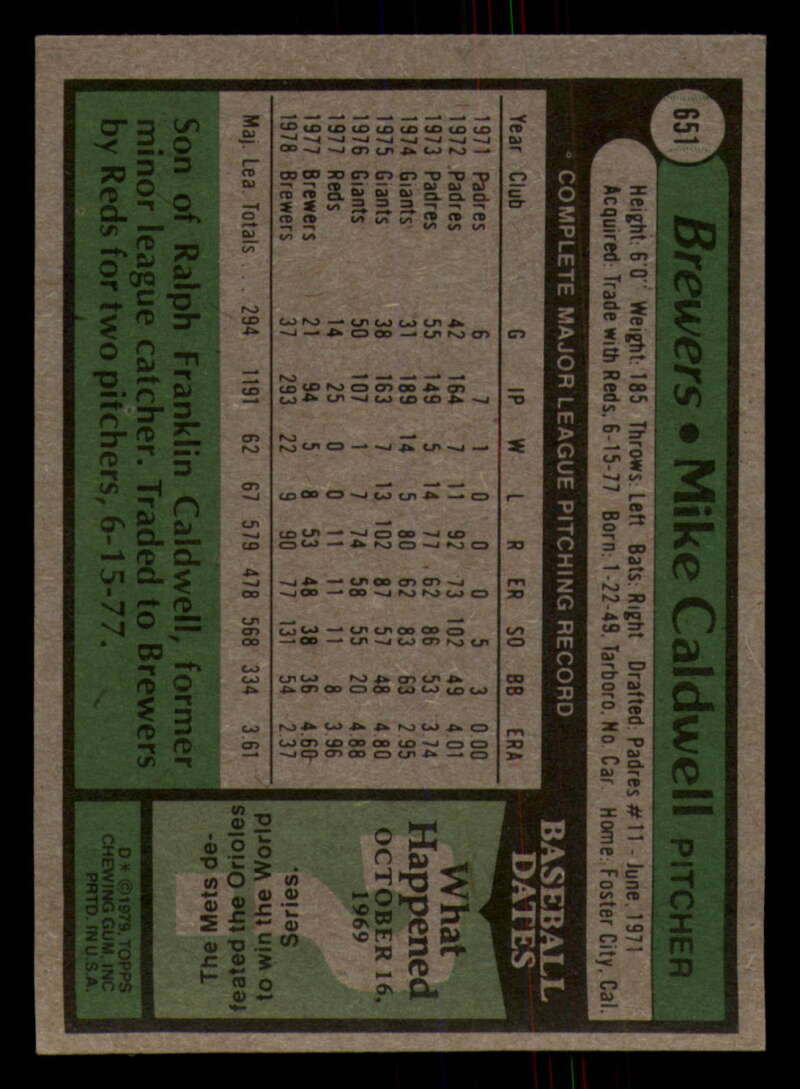 651
Brewers • Mike Caldwell PITCHER
Height: 6'0" Weight: 185 Throws: Left Bats: Right Drafted: Padres #11 - June, 1971
Acquired: Trade with Reds, 6-15-77 Born: 1-22-49, Tarboro, No Car Home: Foster City, Cal.
COMPLETE MAJOR LEAGUE PITCHING RECORD
Year Club G IP W L R ER SO BB ERA
1971 Padres 6 7 1 0 0 0 5 3 0.00
1972 Padres 42 164 7 11 92 73 102 49 4.01
1973 Padres 55 149 5 14 77 62 86 53 3.74
1974 Giants 31 189 14 5 80 62 83 63 2.95
1975 Giants 38 163 7 13 102 87 57 48 4.80
1976 Giants 50 107 1 7 74 58 55 20 4.88
1977 Reds 14 25 0 0 11 11 11 8 3.96
1977 Brewers 21 94 5 8 53 48 38 36 4.60
1978 Brewers 37 293 22 9 90 77 131 54 2.37
Maj. Lea. Totals . . 294 1191 62 67 579 478 568 334 3.61
Son of Ralph Franklin Caldwell, former
minor league catcher. Traded to Brewers
by Reds for two pitchers, 6-15-77.
BASEBALL
DATES
What
Happened
OCTOBER 16,
1969
The Mets de-
feated the Orioles
to win the World
Series.
D* © 1979, TOPPS
CHEWING GUM, INC
PRTD. IN U.S.A.